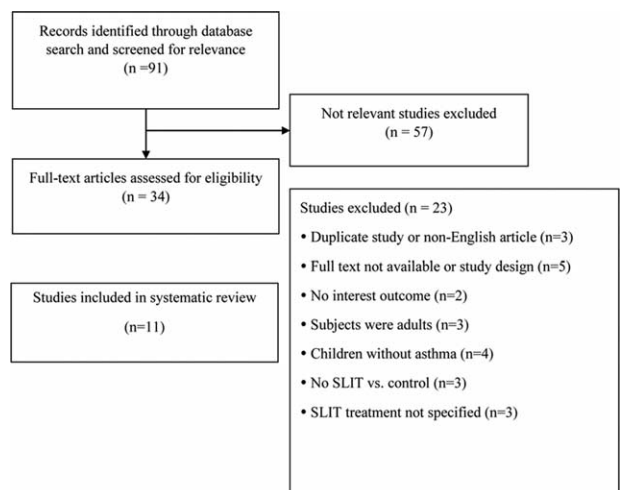 Records identified through database
search and screened for relevance
(n =91)
Not relevant studies excluded
(n = 57)
Full-text articles assessed for eligibility
(n = 34)
Studies excluded (n = 23)
• Duplicate study or non-English article (n=3)
• Full text not available or study design (n=5)
• No interest outcome (n=2)
• Subjects were adults (n=3)
• Children without asthma (n=4)
• No SLIT vs. control (n=3)
• SLIT treatment not specified (n=3)
Studies included in systematic review
(n=11)